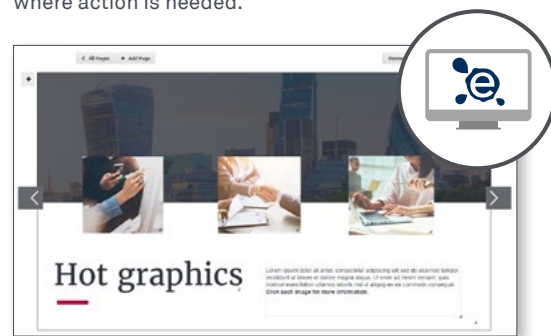 where action is needed.
< All Pages + Add Page
e
Hot graphics
Lorem ipsum dolor sit amet, consectetur adipiscing elit sed do eiusmod tempor
incididunt ut labore et dolore magna aliqua. Ut enim ad minim veniam, quis
nostrud exercitation ullamco laboris nisi ut aliquip ex ea commodo consequat.
Click each image for more information.